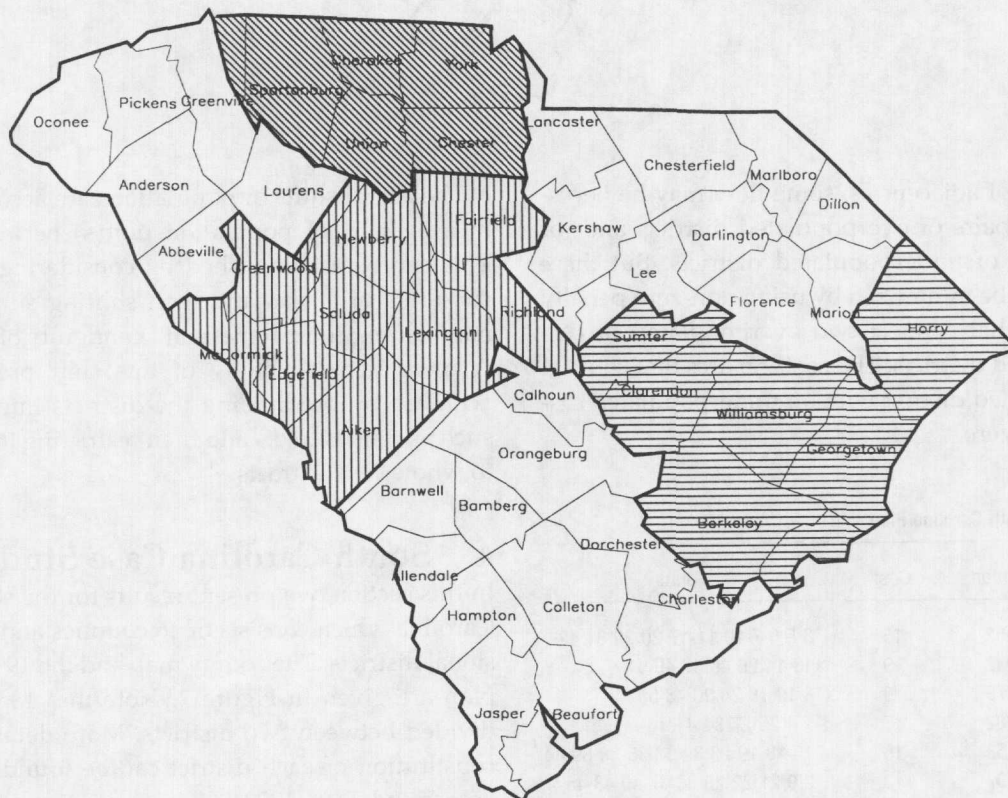 Cherokee
York
Spartanburg
Pickens
Greenville
Oconee
Lancaster
Union
Chester
Chesterfield
Marlboro
Anderson
Laurens
Dillon
Fairfield
Abbeville
Newberry
Kershaw
Darlington
Greenwood
Lee
Florence
Saluda
Richland
Marion
Lexington
Horry
Sumter
McCormick
Edgefield
Clarendon
Calhoun
Williamsburg
Aiken
Georgetown
Orangeburg
Barnwell
Bamberg
Berkeley
Dorchester
Allendale
Charleston
Colleton
Hampton
Jasper
Beaufort